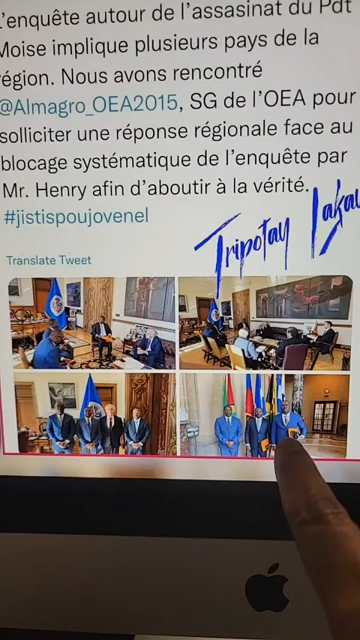 L'enquête autour de l'assasinat du Pdt
Moise implique plusieurs pays de la
région. Nous avons rencontré
@Almagro_OEA2015, SG de l'OEA pour
solliciter une réponse régionale face au
blocage systématique de l'enquête par
Mr. Henry afin d'aboutir à la vérité.
#jistispoujovenel
Tripotay Lakay
Translate Tweet